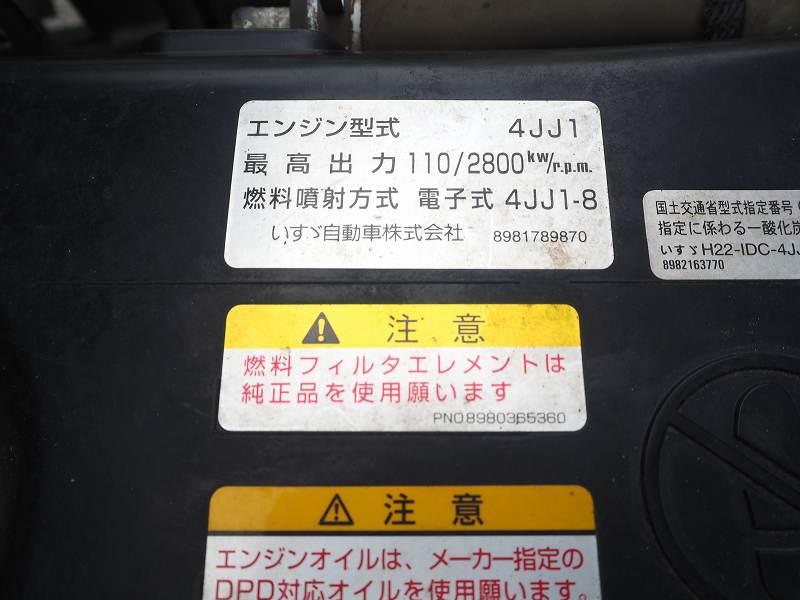 エンジン型式 4JJ1
最高出力 110/2800kw/r.p.m.
燃料噴射方式 電子式 4JJ1-8
いすゞ自動車株式会社 8981789870
国土交通省型式指定番号
指定に係わる一酸化炭
いすゞH22-IDC-4J
8982163770
注意
燃料フィルタエレメントは
純正品を使用願います
PNO8980365360
注意
エンジンオイルは、メーカー指定の
DPD対応オイルを使用願います。